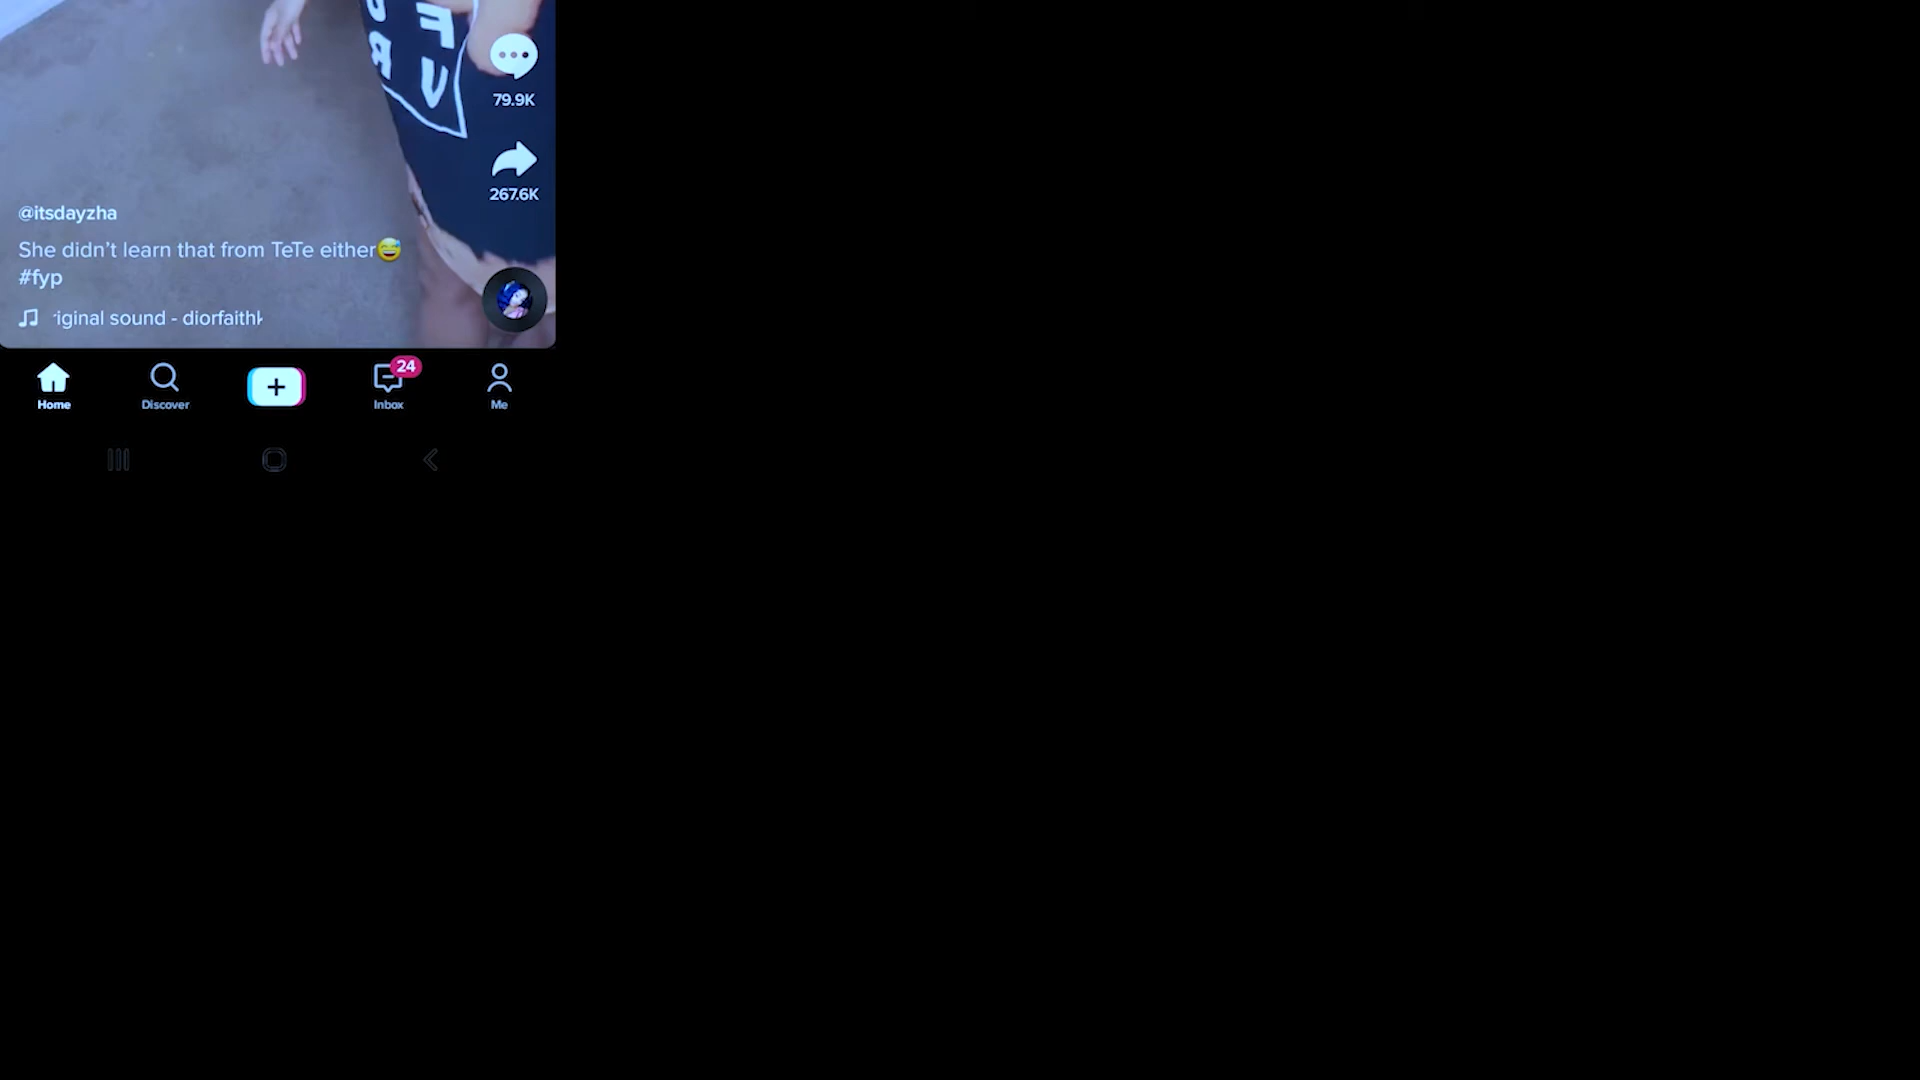 F
R V
79.9K
267.6K
@itsdayzha
She didn’t learn that from TeTe either😅
#fyp
iginal sound - diorfaith
24
Home
Discover
Inbox
Me